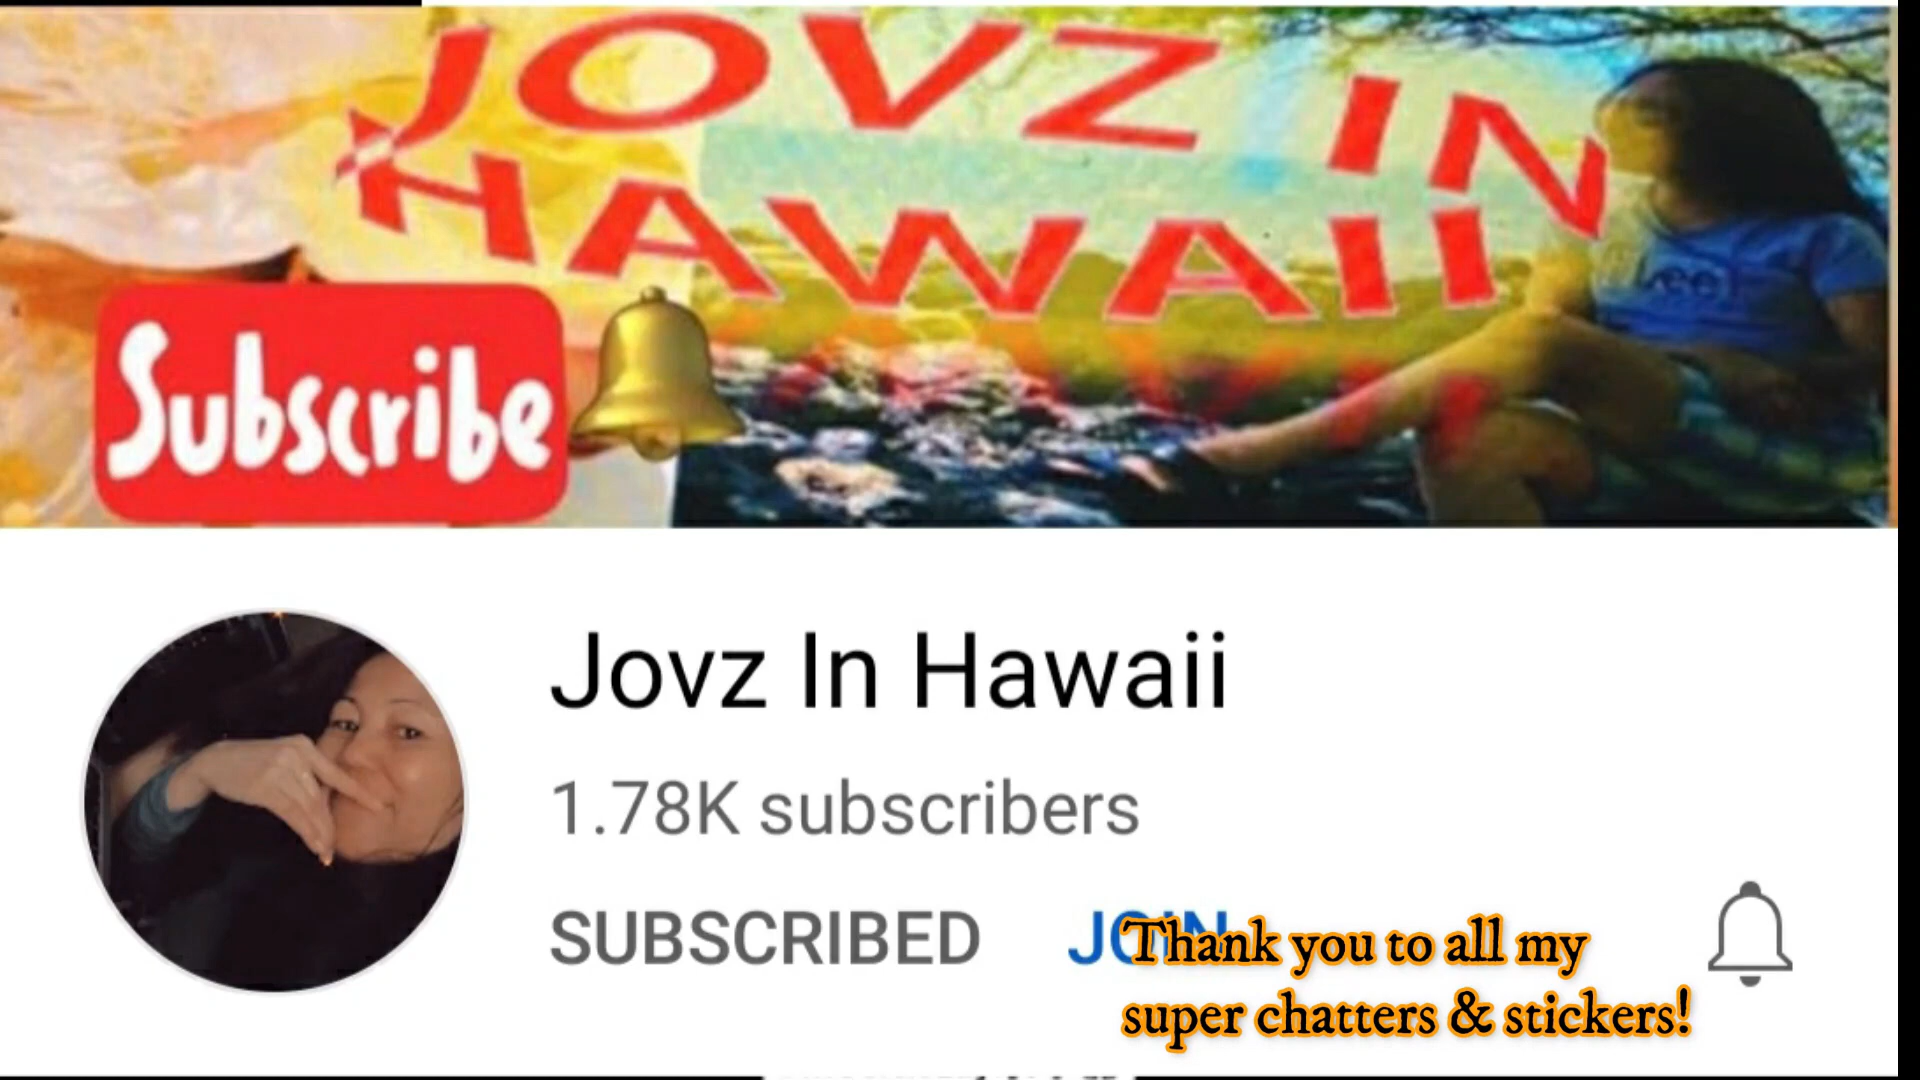 JOVZ IN
HAWAII
Subscribe
Jovz In Hawaii
1.78K subscribers
SUBSCRIBED JOIN
Thank you to all my
super chatters & stickers!